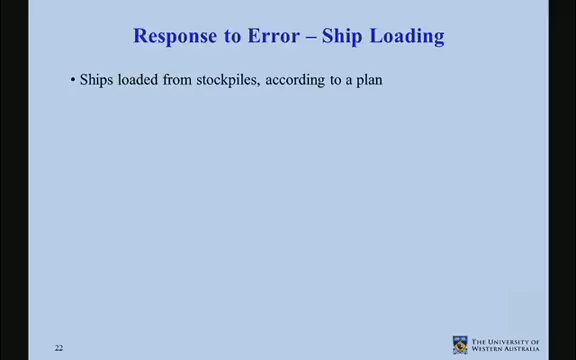 Response to Error – Ship Loading
• Ships loaded from stockpiles, according to a plan
22
THE UNIVERSITY OF
WESTERN AUSTRALIA